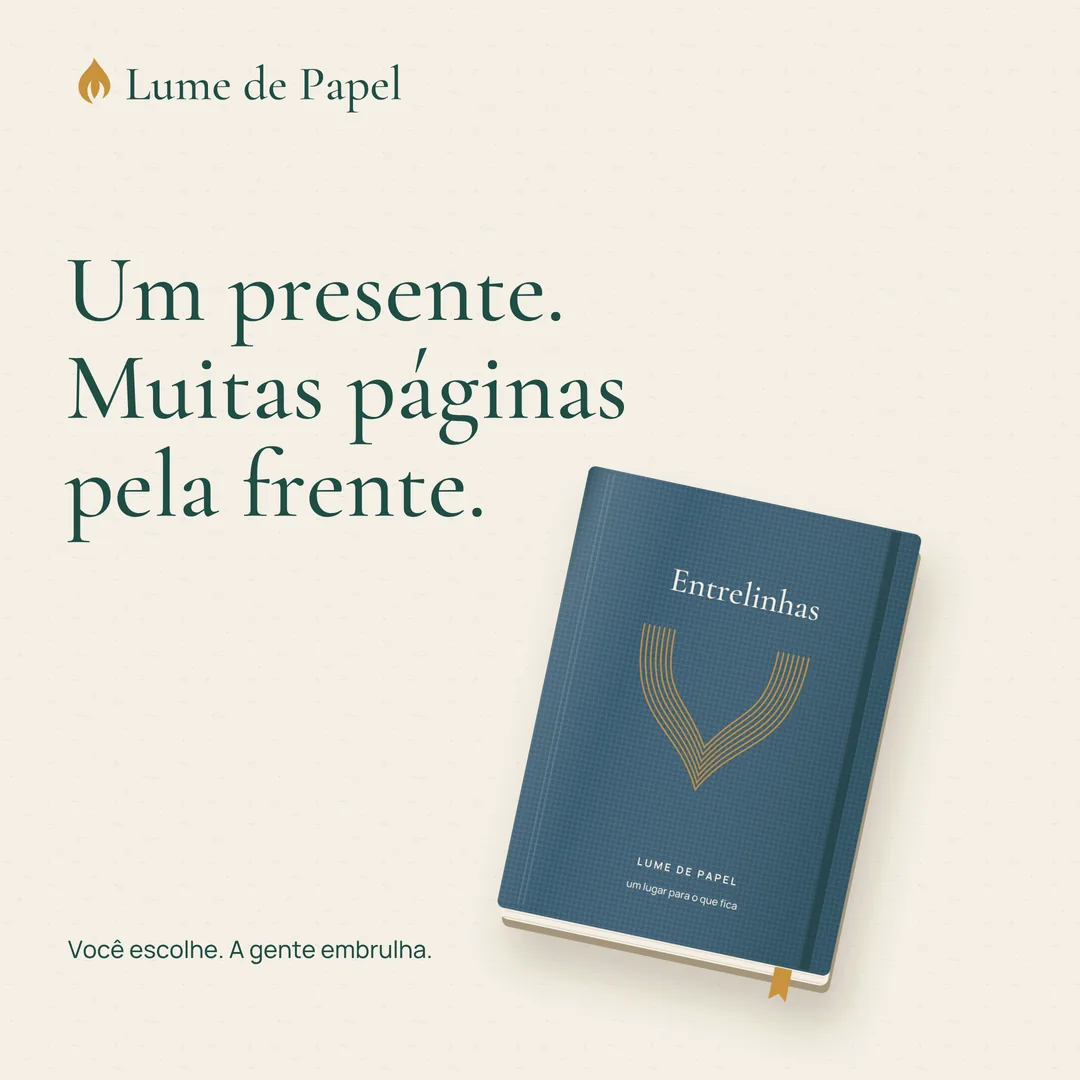 Lume de Papel
Um presente.
Muitas páginas
pela frente.
Entrelinhas
LUME DE PAPEL
um lugar para o que fica
Você escolhe. A gente embrulha.